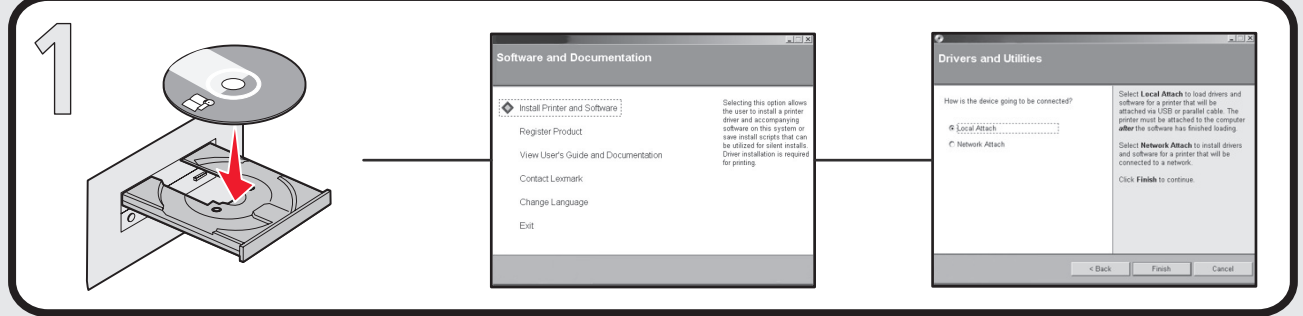 1
Software and Documentation
Install Printer and Software
Register Product
View User's Guide and Documentation
Contact Lexmark
Change Language
Exit
Selecting this option allows
the user to install a printer
driver and accompanying
software on this system or
save install scripts that can
be utilized for silent installs.
Driver installation is required
for printing.
Drivers and Utilities
How is the device going to be connected?
Local Attach
Network Attach
Select Local Attach to load drivers and
software for a printer that will be
attached via USB or parallel cable. The
printer must be attached to the computer
after the software has finished loading.
Select Network Attach to install drivers
and software for a printer that will be
connected to a network.
Click Finish to continue.
< Back
Finish
Cancel